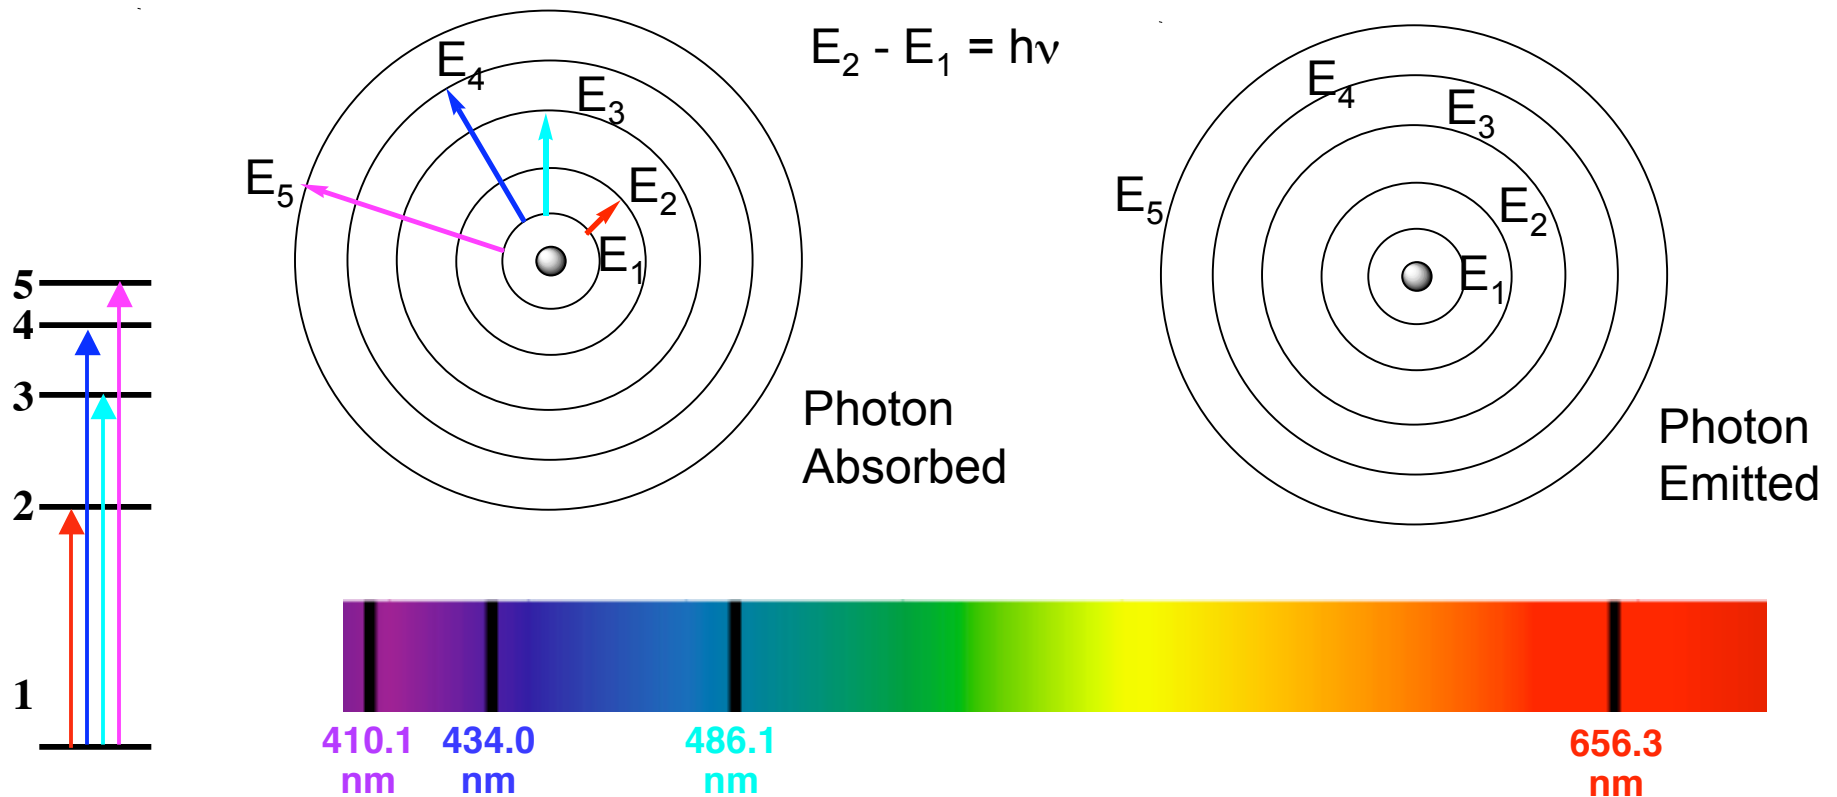 E₂ - E₁ = hν
E₄
E₃
E₅
E₂
E₁
Photon
Absorbed
E₄
E₃
E₅
E₂
E₁
Photon
Emitted
5
4
3
2
1
410.1
nm
434.0
nm
486.1
nm
656.3
nm